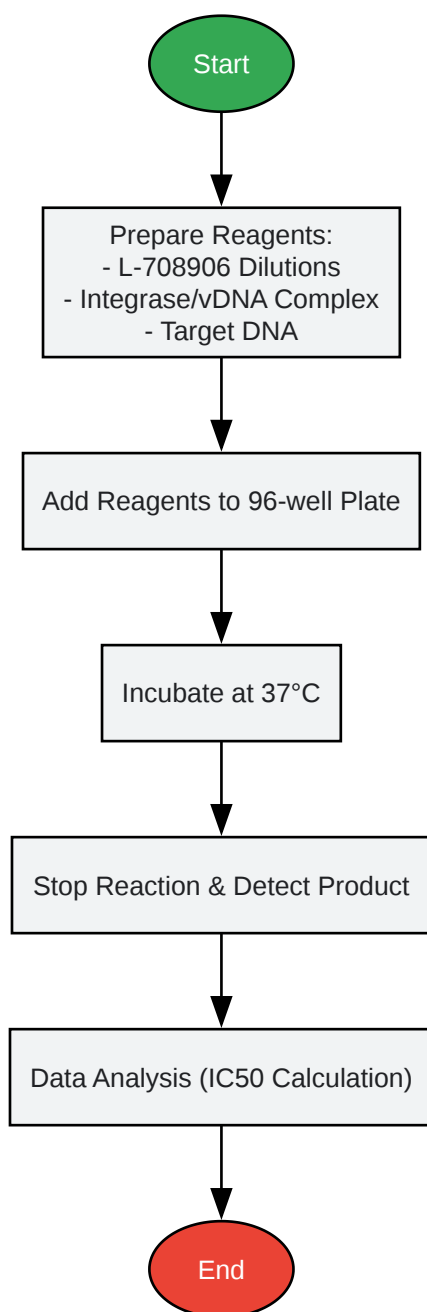 Start
Prepare Reagents:
- L-708906 Dilutions
- Integrase/vDNA Complex
- Target DNA
Add Reagents to 96-well Plate
Incubate at 37°C
Stop Reaction & Detect Product
Data Analysis (IC50 Calculation)
End